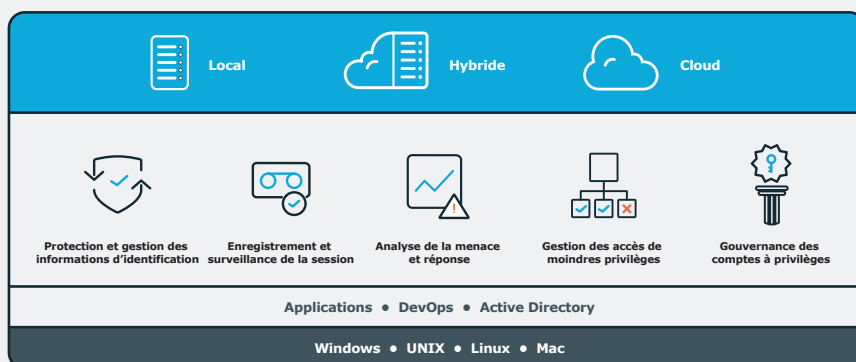 Local
Hybride
Cloud
Protection et gestion des
informations d’identification
Enregistrement et
surveillance de la session
Analyse de la menace
et réponse
Gestion des accès de
moindres privilèges
Gouvernance des
comptes à privilèges
Applications ● DevOps ● Active Directory
Windows ● UNIX ● Linux ● Mac